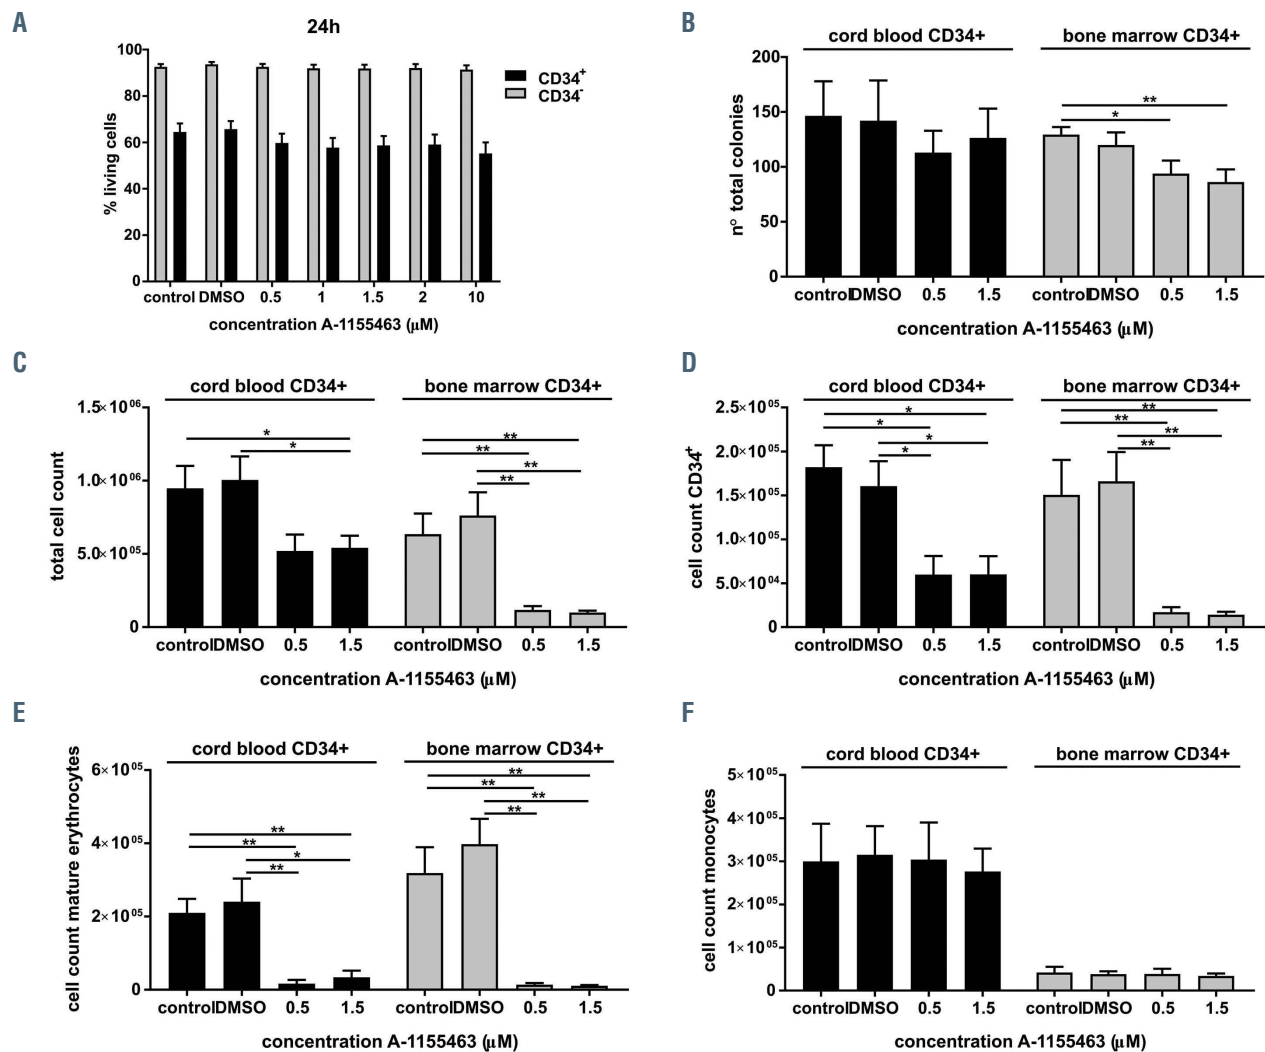 A
24h
100
80
60
40
20
0
% living cells
CD34+
CD34-
control DMSO 0.5 1 1.5 2 10
concentration A-1155463 (μM)
B
cord blood CD34+ bone marrow CD34+
200
150
100
50
0
n° total colonies
**
*
controlDMSO 0.5 1.5 controlDMSO 0.5 1.5
concentration A-1155463 (μM)
C
cord blood CD34+ bone marrow CD34+
1.5×10^06
1.0×10^06
5.0×10^05
0
total cell count
*
*
**
**
**
**
controlDMSO 0.5 1.5 controlDMSO 0.5 1.5
concentration A-1155463 (μM)
D
cord blood CD34+ bone marrow CD34+
2.5×10^05
2.0×10^05
1.5×10^05
1.0×10^05
5.0×10^04
0
cell count CD34+
*
*
*
*
**
**
**
**
controlDMSO 0.5 1.5 controlDMSO 0.5 1.5
concentration A-1155463 (μM)
E
cord blood CD34+ bone marrow CD34+
6×10^05
4×10^05
2×10^05
0
cell count mature erythrocytes
**
**
*
**
**
**
**
**
controlDMSO 0.5 1.5 controlDMSO 0.5 1.5
concentration A-1155463 (μM)
F
cord blood CD34+ bone marrow CD34+
5×10^05
4×10^05
3×10^05
2×10^05
1×10^05
0
cell count monocytes
controlDMSO 0.5 1.5 controlDMSO 0.5 1.5
concentration A-1155463 (μM)